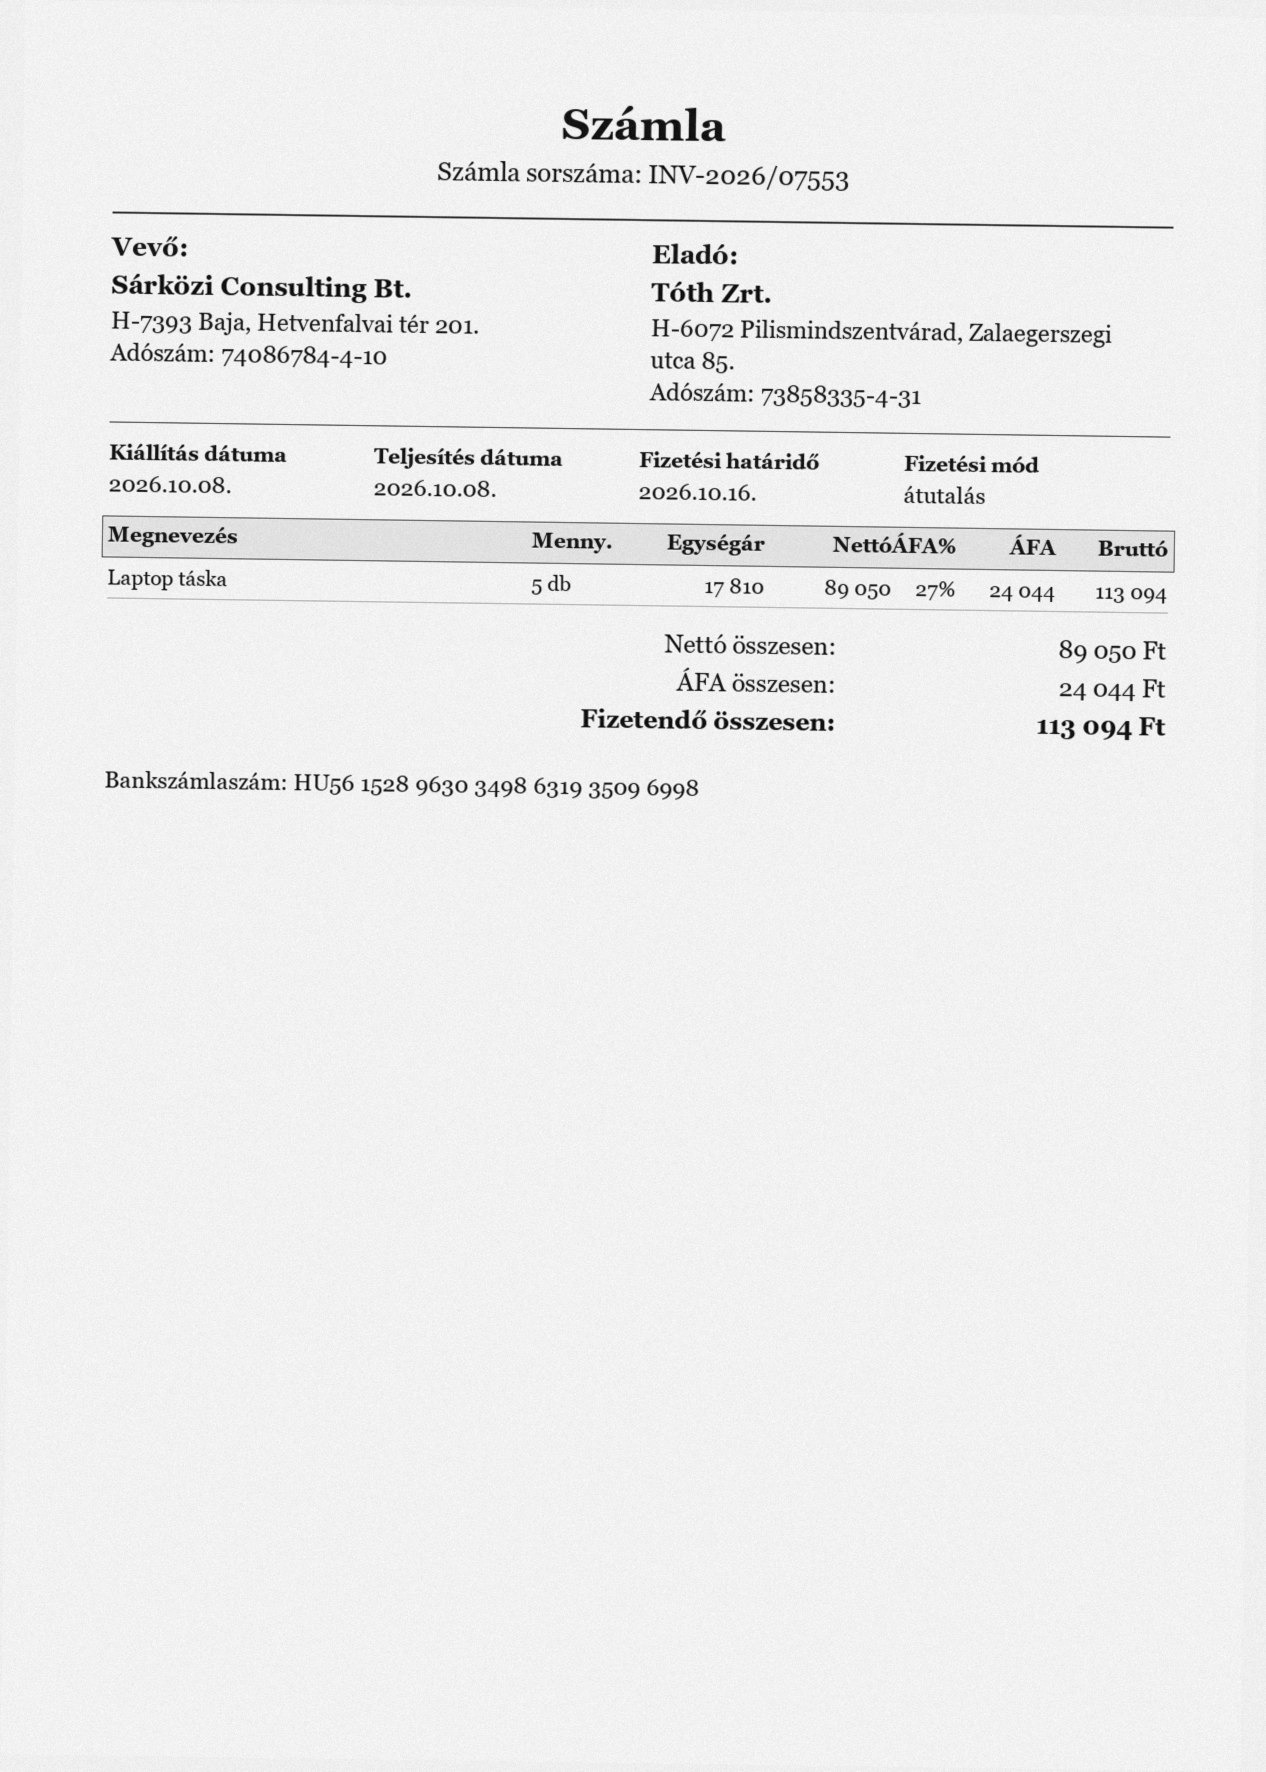 Számla
Számla sorszáma: INV-2026/07553
Vevő:
Sárközi Consulting Bt.
H-7393 Baja, Hetvenfalvai tér 201.
Adószám: 74086784-4-10
Eladó:
Tóth Zrt.
H-6072 Pilismindszentvárad, Zalaegerszegi
utca 85.
Adószám: 73858335-4-31
Kiállítás dátuma Teljesítés dátuma Fizetési határidő Fizetési mód
2026.10.08. 2026.10.08. 2026.10.16. átutalás
Megnevezés Menny. Egységár Nettó ÁFA% ÁFA Bruttó
Laptop táska 5 db 17 810 89 050 27% 24 044 113 094
Nettó összesen: 89 050 Ft
ÁFA összesen: 24 044 Ft
Fizetendő összesen: 113 094 Ft
Bankszámlaszám: HU56 1528 9630 3498 6319 3509 6998